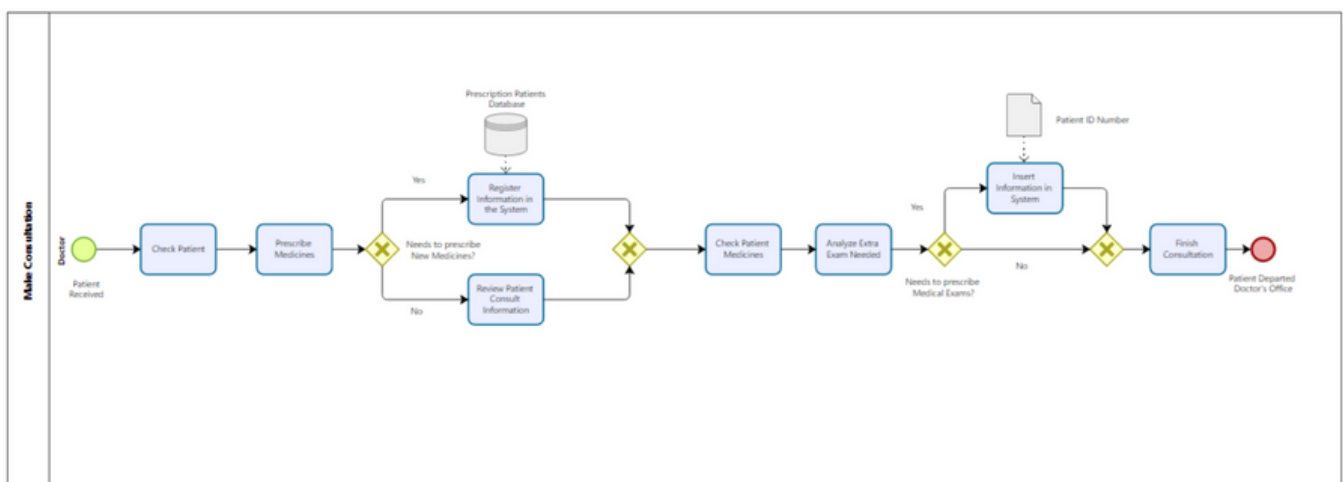 Make Consultation
Doctor
Patient
Received
Check Patient
Prescribe
Medicines
Needs to prescribe
New Medicines?
Yes
No
Prescription Patients
Database
Register
Information in
the System
Review Patient
Consult
Information
Check Patient
Medicines
Analyze Extra
Exam Needed
Needs to prescribe
Medical Exams?
Yes
No
Patient ID Number
Insert
Information in
System
Finish
Consultation
Patient Departed
Doctor's Office